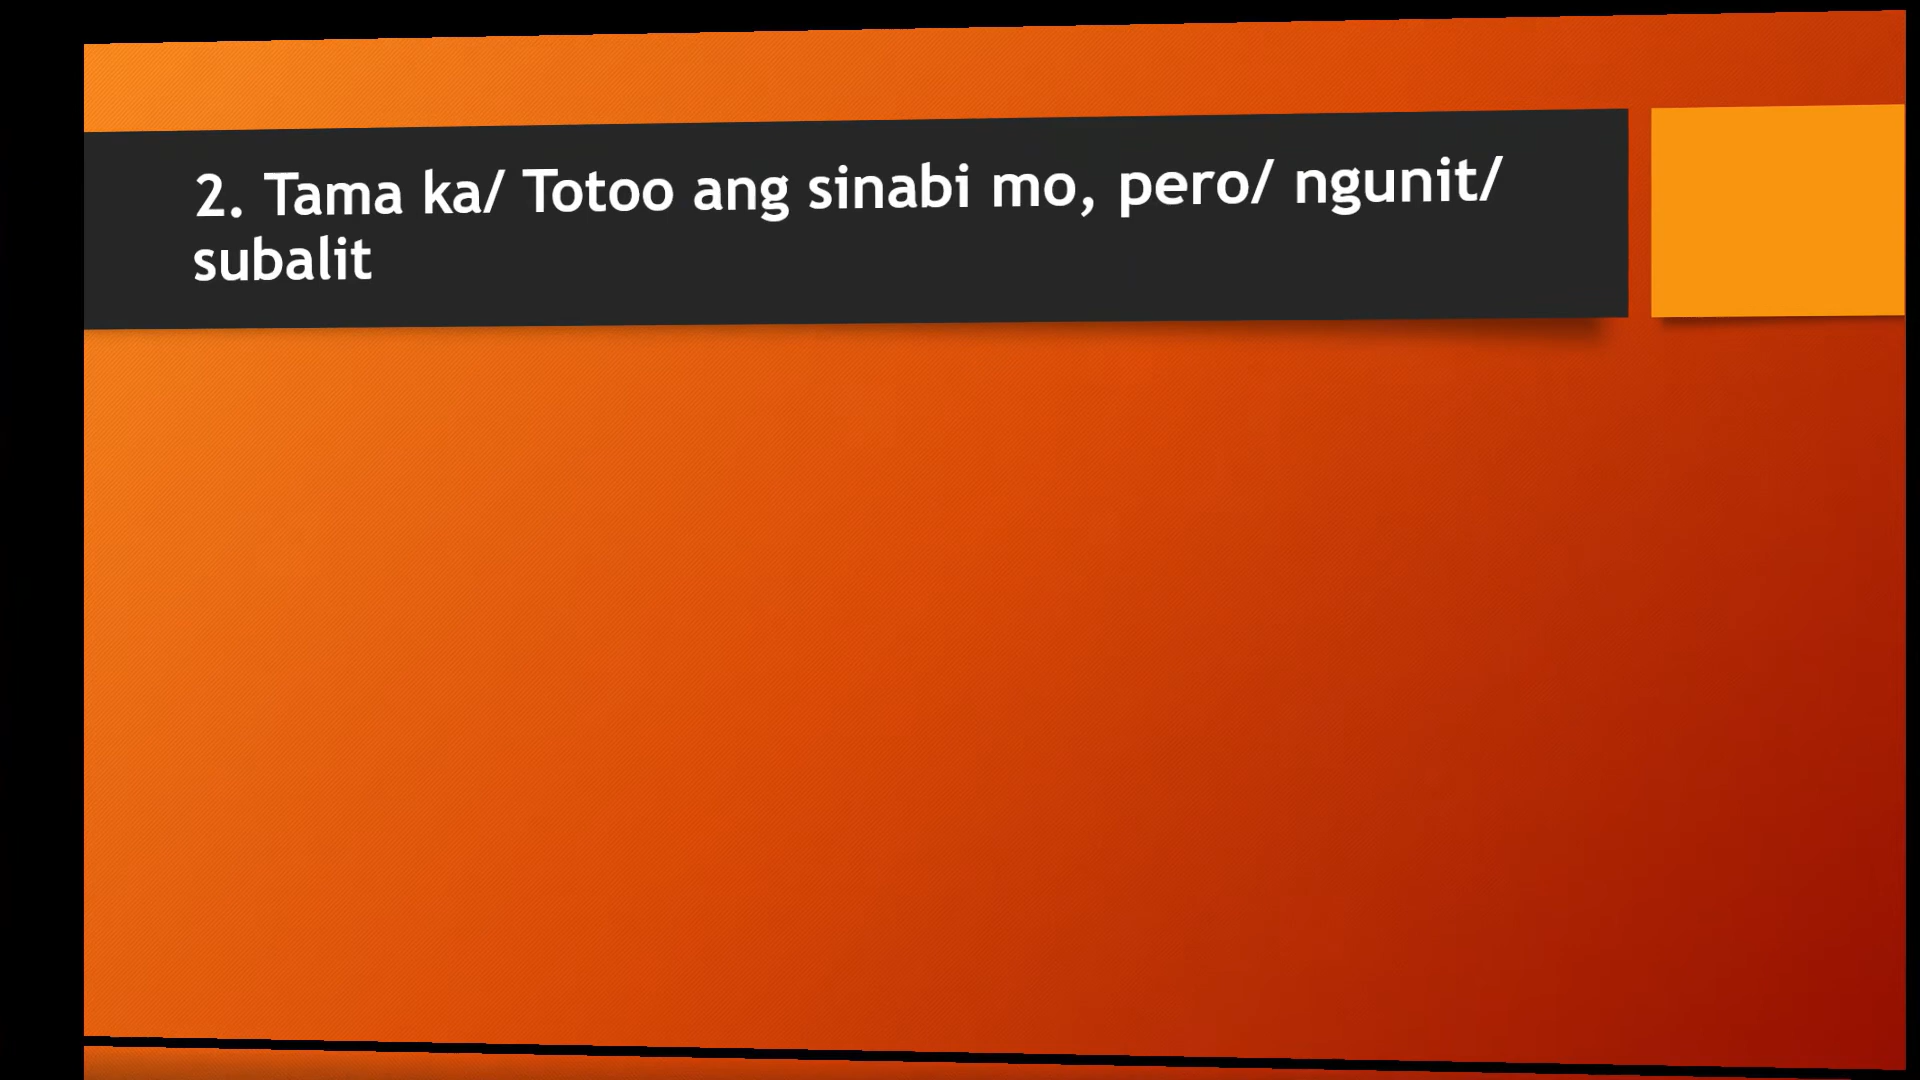 2. Tama ka/ Totoo ang sinabi mo, pero/ ngunit/
subalit